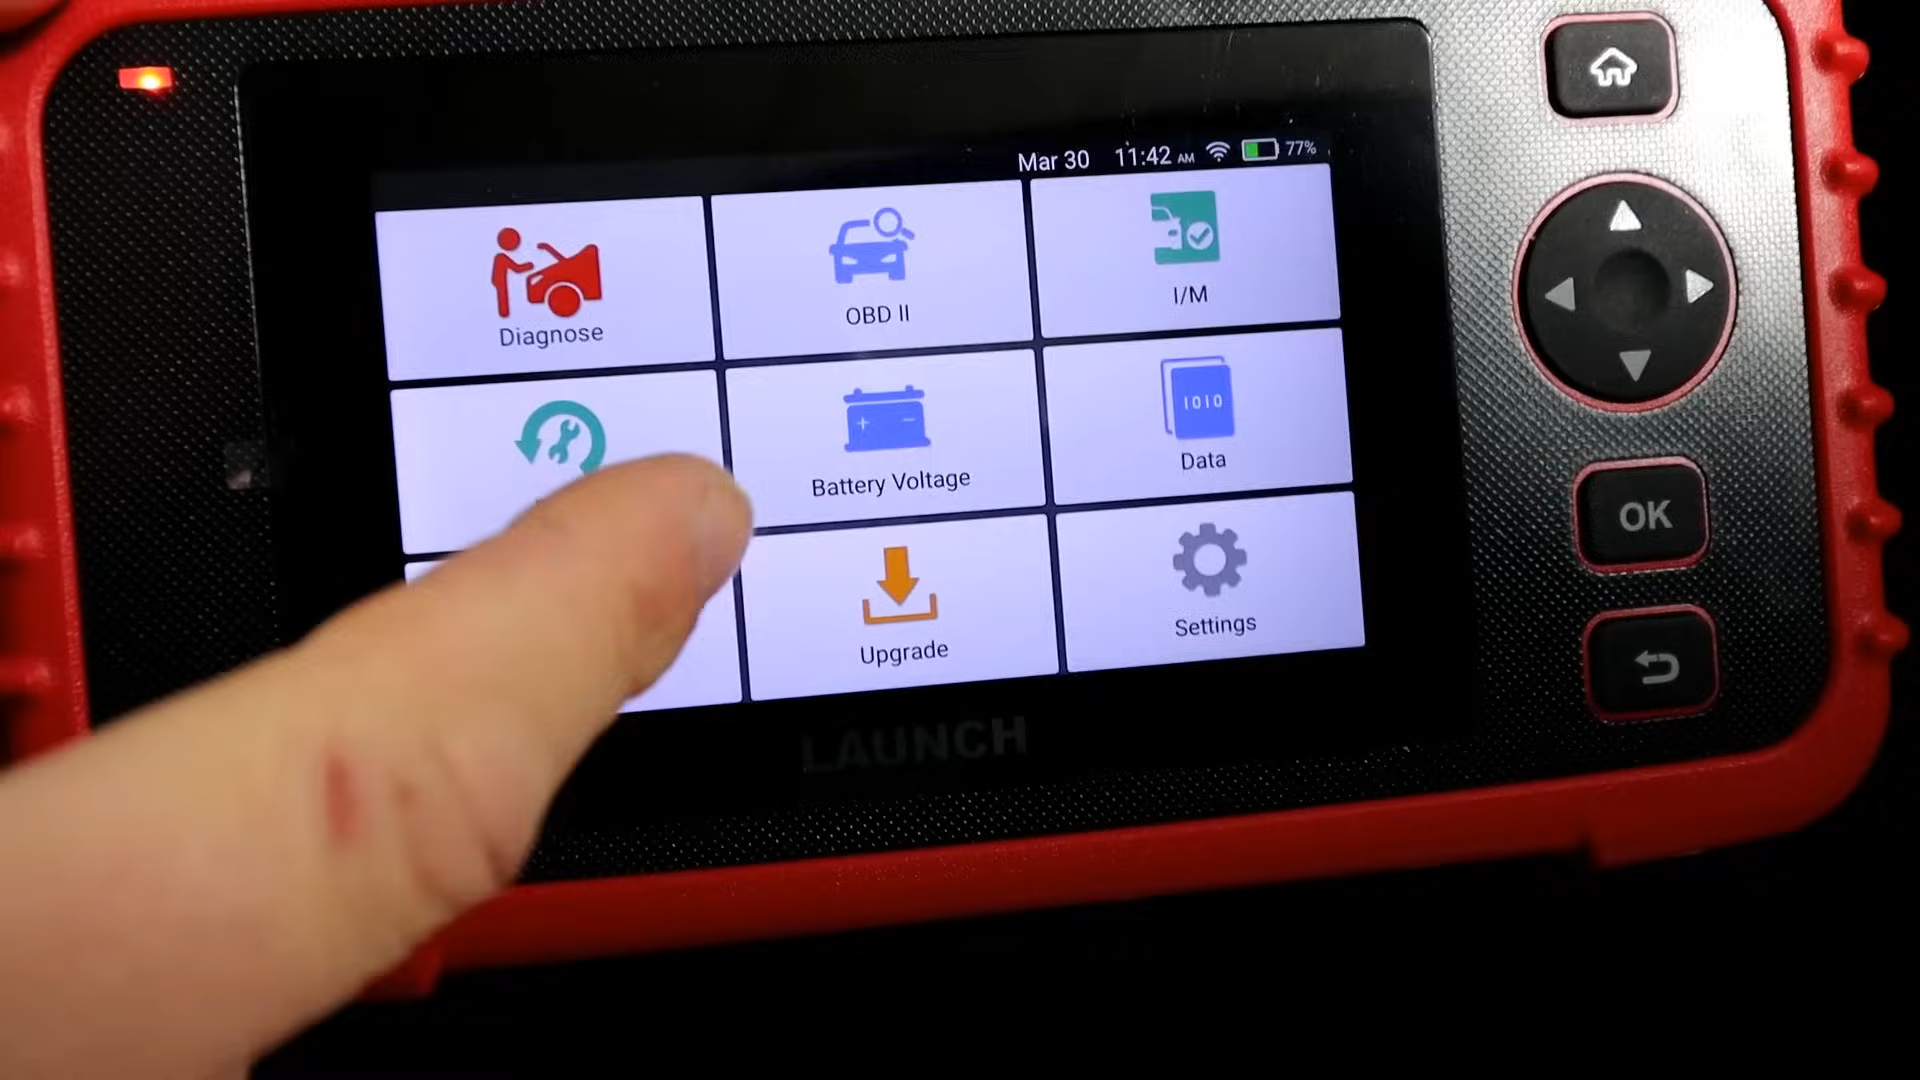 Mar 30 11:42 AM 77%
Diagnose
OBD II
I/M
Battery Voltage
1010
Data
Upgrade
Settings
OK
LAUNCH